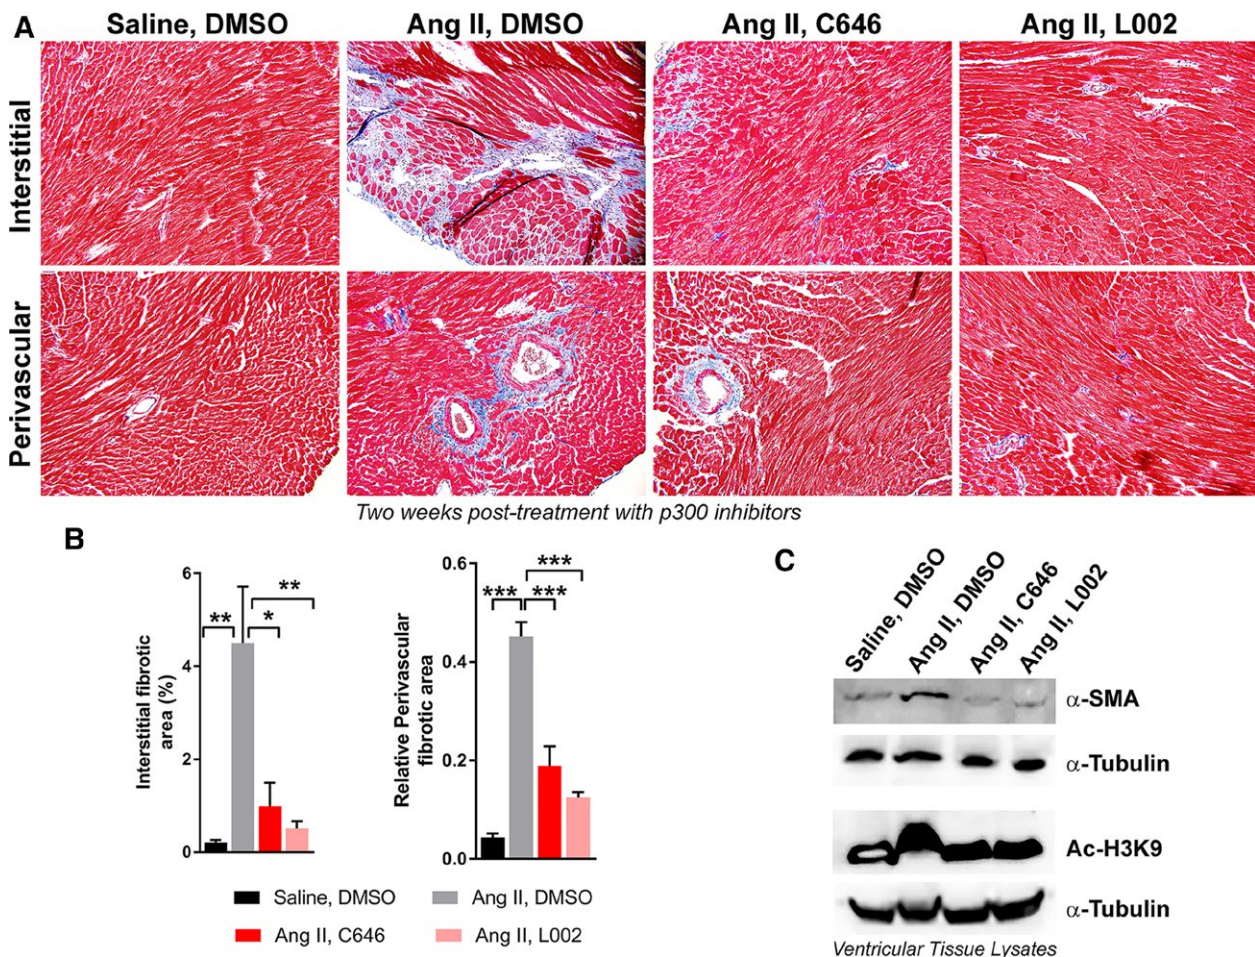 A
Saline, DMSO
Ang II, DMSO
Ang II, C646
Ang II, L002
Interstitial
Perivascular
Two weeks post-treatment with p300 inhibitors
B
Interstitial fibrotic
area (%)
6
4
2
0
**
*
**
Relative Perivascular
fibrotic area
0.6
0.4
0.2
0.0
***
***
***
Saline, DMSO
Ang II, DMSO
Ang II, C646
Ang II, L002
C
Saline, DMSO
Ang II, DMSO
Ang II, C646
Ang II, L002
α-SMA
α-Tubulin
Ac-H3K9
α-Tubulin
Ventricular Tissue Lysates